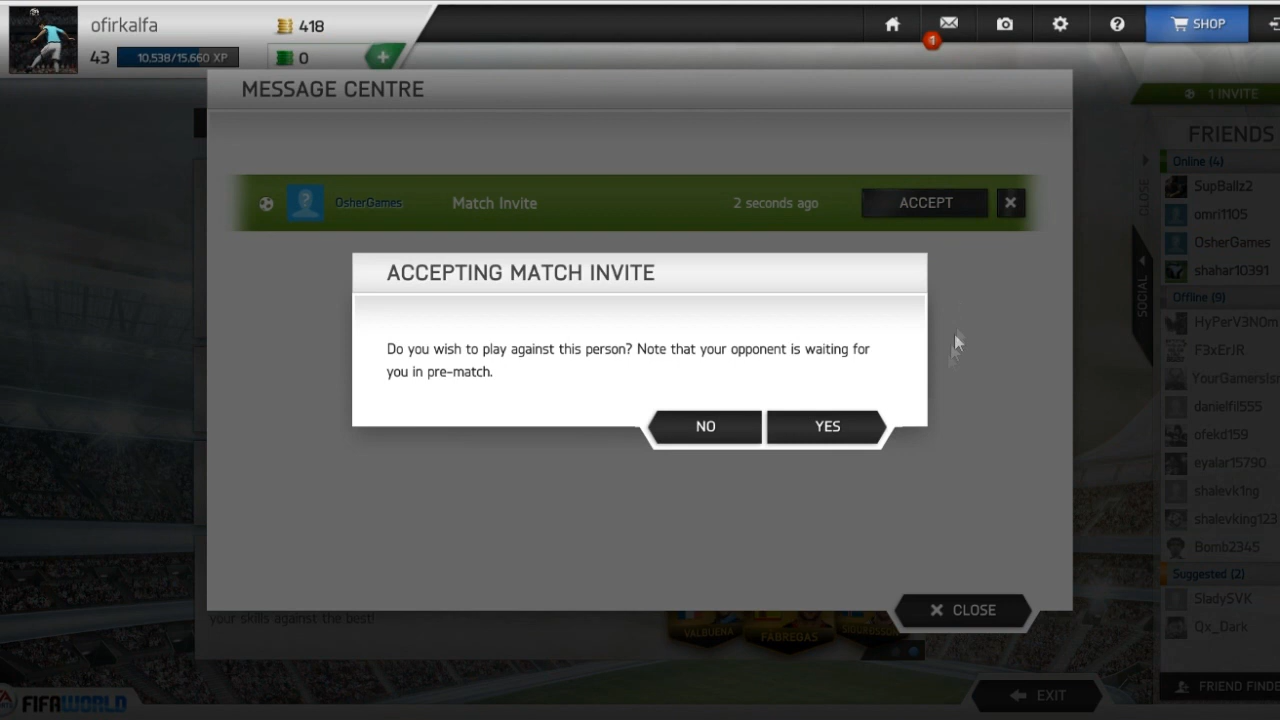 ofirkalfa
418
43
10.538/15.660 XP
0
1
SHOP
MESSAGE CENTRE
1 INVITE
FRIENDS
Online (4)
OsherGames
Match Invite
2 seconds ago
ACCEPT
CLOSE
SupBallz2
omri1105
OsherGames
shahar10391
SOCIAL
ACCEPTING MATCH INVITE
Do you wish to play against this person? Note that your opponent is waiting for
you in pre-match.
NO
YES
Offline (9)
HyPerV3N0m
F3xErJR
YourGamersIsr
danielfil555
ofekd159
eyalar15790
shalevk1ng
shalevking123
Bomb2345
Suggested (2)
SladySVK
Qx_Dark
CLOSE
your skills against the best!
VALBUENA
FABREGAS
EXIT
FRIEND FINDE
FIFAWORLD